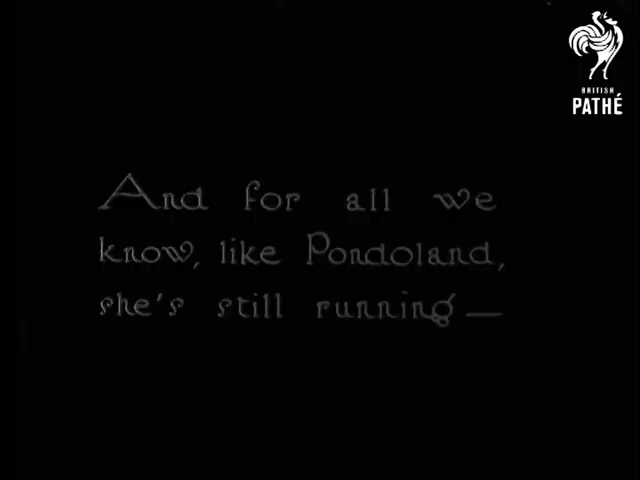 BRITISH
PATHÉ
And for all we
know, like Pondoland,
she's still running —